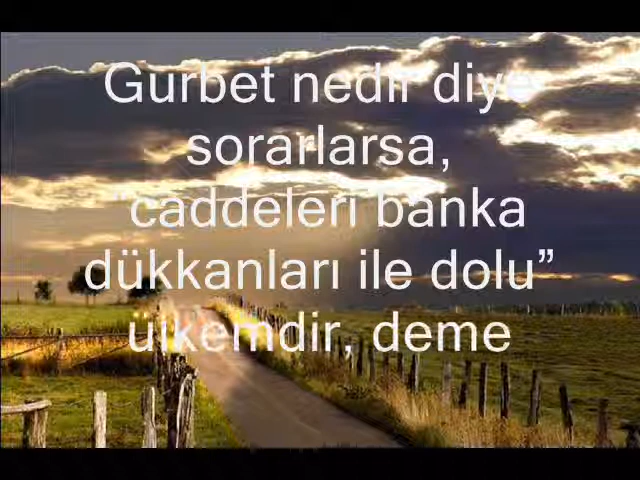 Gurbet nedir diye
sorarlarsa,
“caddeleri banka
dükkanları ile dolu”
ülkemdir, deme